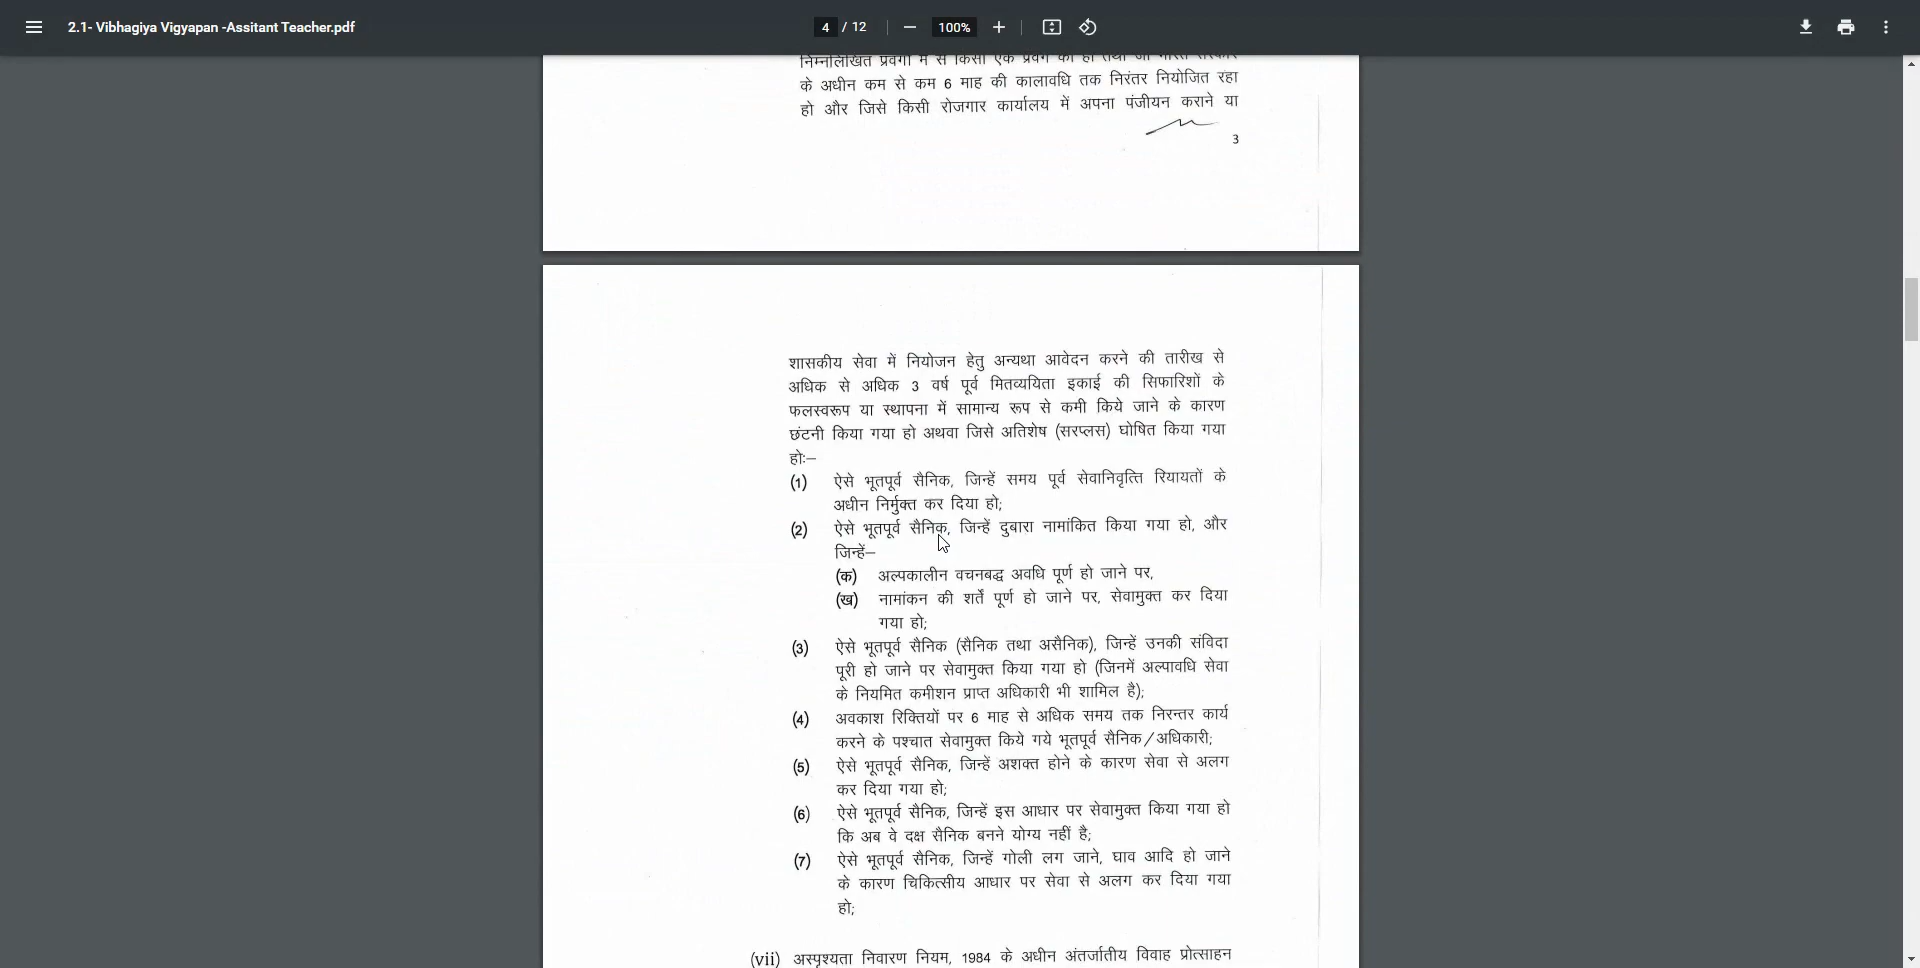 2.1- Vibhagiya Vigyapan -Assitant Teacher.pdf
4 / 12
100%
निम्नलिखित प्रवर्गों में से किसी एक प्रवर्ग का हो तथा जो भारत सरकार
के अधीन कम से कम 6 माह की कालावधि तक निरंतर नियोजित रहा
हो और जिसे किसी रोजगार कार्यालय में अपना पंजीयन कराने या
3
शासकीय सेवा में नियोजन हेतु अन्यथा आवेदन करने की तारीख से
अधिक से अधिक 3 वर्ष पूर्व मितव्ययिता इकाई की सिफारिशों के
फलस्वरूप या स्थापना में सामान्य रूप से कमी किये जाने के कारण
छंटनी किया गया हो अथवा जिसे अतिशेष (सरप्लस) घोषित किया गया
हो:–
(1) ऐसे भूतपूर्व सैनिक, जिन्हें समय पूर्व सेवानिवृत्ति रियायतों के
अधीन निर्मुक्त कर दिया हो;
(2) ऐसे भूतपूर्व सैनिक, जिन्हें दुबारा नामांकित किया गया हो, और
जिन्हें–
(क) अल्पकालीन वचनबद्ध अवधि पूर्ण हो जाने पर,
(ख) नामांकन की शर्तें पूर्ण हो जाने पर, सेवामुक्त कर दिया
गया हो;
(3) ऐसे भूतपूर्व सैनिक (सैनिक तथा असैनिक), जिन्हें उनकी संविदा
पूरी हो जाने पर सेवामुक्त किया गया हो (जिनमें अल्पावधि सेवा
के नियमित कमीशन प्राप्त अधिकारी भी शामिल है);
(4) अवकाश रिक्तियों पर 6 माह से अधिक समय तक निरन्तर कार्य
करने के पश्चात सेवामुक्त किये गये भूतपूर्व सैनिक/अधिकारी;
(5) ऐसे भूतपूर्व सैनिक, जिन्हें अशक्त होने के कारण सेवा से अलग
कर दिया गया हो;
(6) ऐसे भूतपूर्व सैनिक, जिन्हें इस आधार पर सेवामुक्त किया गया हो
कि अब वे दक्ष सैनिक बनने योग्य नहीं है;
(7) ऐसे भूतपूर्व सैनिक, जिन्हें गोली लग जाने, घाव आदि हो जाने
के कारण चिकित्सीय आधार पर सेवा से अलग कर दिया गया
हो;
(vii) अस्पृश्यता निवारण नियम, 1984 के अधीन अंतर्जातीय विवाह प्रोत्साहन